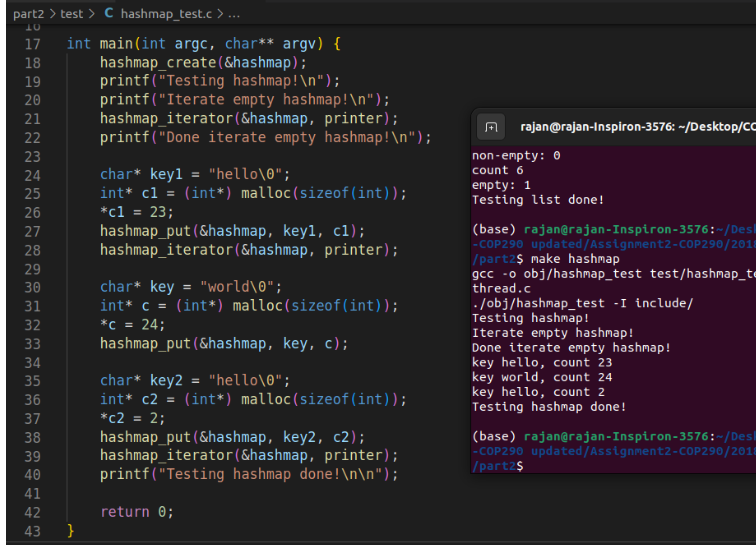 part2 > test > C hashmap_test.c > ...
16
17 int main(int argc, char** argv) {
18     hashmap_create(&hashmap);
19     printf("Testing hashmap!\n");
20     printf("Iterate empty hashmap!\n");
21     hashmap_iterator(&hashmap, printer);
22     printf("Done iterate empty hashmap!\n");
23
24     char* key1 = "hello\0";
25     int* c1 = (int*) malloc(sizeof(int));
26     *c1 = 23;
27     hashmap_put(&hashmap, key1, c1);
28     hashmap_iterator(&hashmap, printer);
29
30     char* key = "world\0";
31     int* c = (int*) malloc(sizeof(int));
32     *c = 24;
33     hashmap_put(&hashmap, key, c);
34
35     char* key2 = "hello\0";
36     int* c2 = (int*) malloc(sizeof(int));
37     *c2 = 2;
38     hashmap_put(&hashmap, key2, c2);
39     hashmap_iterator(&hashmap, printer);
40     printf("Testing hashmap done!\n\n");
41
42     return 0;
43 }
rajan@rajan-Inspiron-3576: ~/Desktop/CO
non-empty: 0
count 6
empty: 1
Testing list done!
(base) rajan@rajan-Inspiron-3576:~/Desk
-COP290 updated/Assignment2-COP290/2018
/part2$ make hashmap
gcc -o obj/hashmap_test test/hashmap_te
thread.c
./obj/hashmap_test -I include/
Testing hashmap!
Iterate empty hashmap!
Done iterate empty hashmap!
key hello, count 23
key world, count 24
key hello, count 2
Testing hashmap done!
(base) rajan@rajan-Inspiron-3576:~/Desk
-COP290 updated/Assignment2-COP290/2018
/part2$